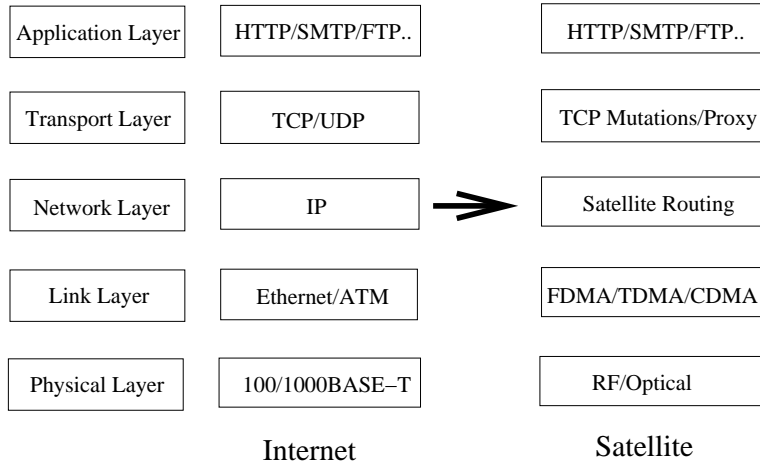 Application Layer HTTP/SMTP/FTP.. HTTP/SMTP/FTP..
Transport Layer TCP/UDP TCP Mutations/Proxy
Network Layer IP Satellite Routing
Link Layer Ethernet/ATM FDMA/TDMA/CDMA
Physical Layer 100/1000BASE−T RF/Optical
Internet Satellite